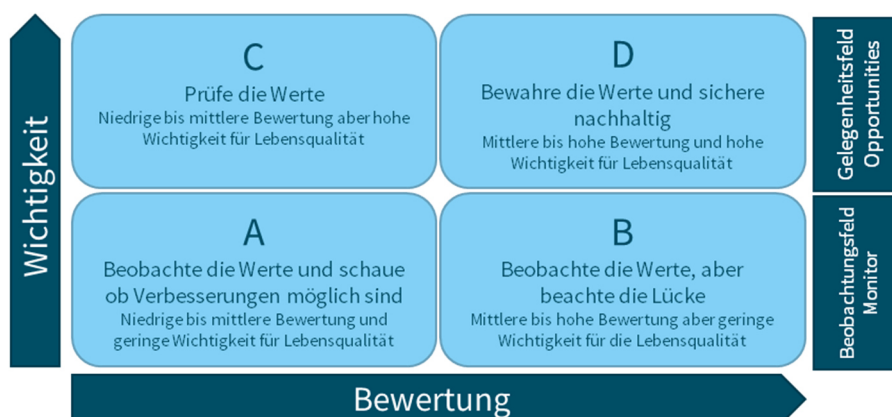 Wichtigkeit
C
Prüfe die Werte
Niedrige bis mittlere Bewertung aber hohe
Wichtigkeit für Lebensqualität
D
Bewahre die Werte und sichere
nachhaltig
Mittlere bis hohe Bewertung und hohe
Wichtigkeit für Lebensqualität
Gelegenheitsfeld
Opportunities
A
Beobachte die Werte und schaue
ob Verbesserungen möglich sind
Niedrige bis mittlere Bewertung und
geringe Wichtigkeit für Lebensqualität
B
Beobachte die Werte, aber
beachte die Lücke
Mittlere bis hohe Bewertung aber geringe
Wichtigkeit für die Lebensqualität
Beobachtungsfeld
Monitor
Bewertung